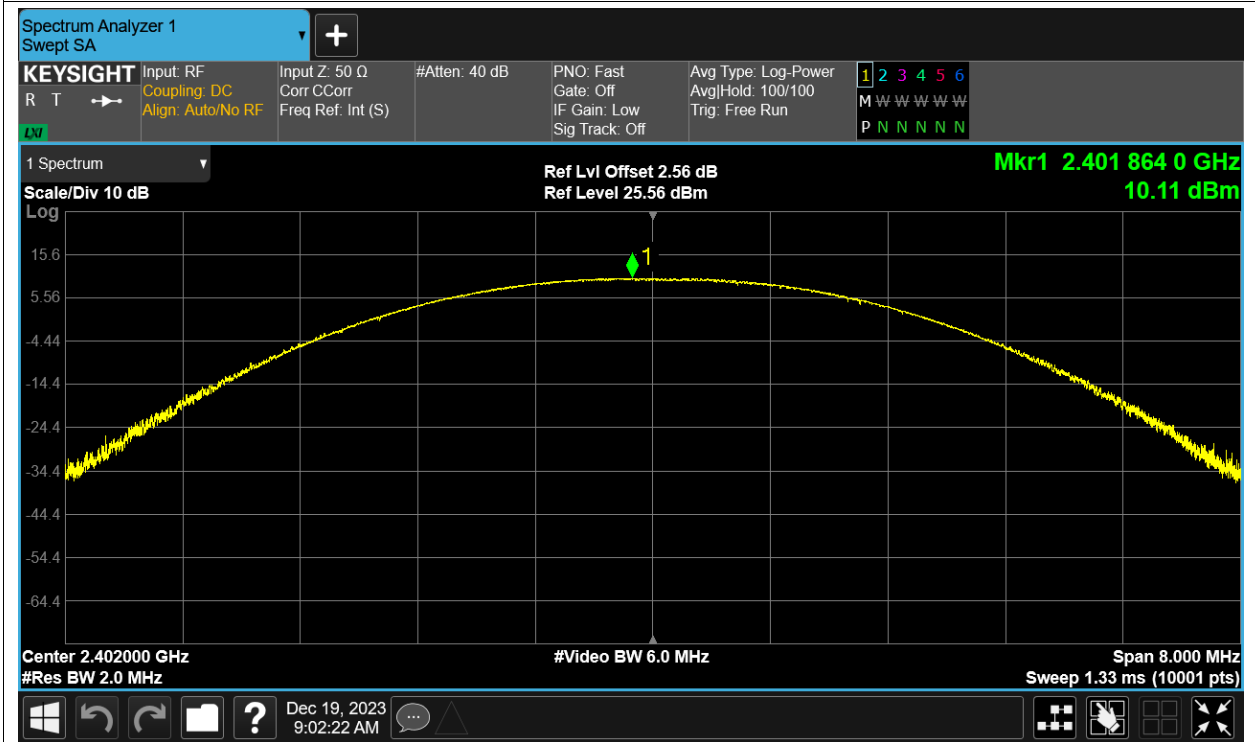 Spectrum Analyzer 1
Swept SA
+
KEYSIGHT
R T
LXI
Input: RF
Coupling: DC
Align: Auto/No RF
Input Z: 50 Ω
Corr CCorr
Freq Ref: Int (S)
#Atten: 40 dB
PNO: Fast
Gate: Off
IF Gain: Low
Sig Track: Off
Avg Type: Log-Power
Avg|Hold: 100/100
Trig: Free Run
1 2 3 4 5 6
M W W W W W
P N N N N N
1 Spectrum
Scale/Div 10 dB
Log
Ref Lvl Offset 2.56 dB
Ref Level 25.56 dBm
Mkr1 2.401 864 0 GHz
10.11 dBm
1
15.6
5.56
-4.44
-14.4
-24.4
-34.4
-44.4
-54.4
-64.4
Center 2.402000 GHz
#Res BW 2.0 MHz
#Video BW 6.0 MHz
Span 8.000 MHz
Sweep 1.33 ms (10001 pts)
?
Dec 19, 2023
9:02:22 AM